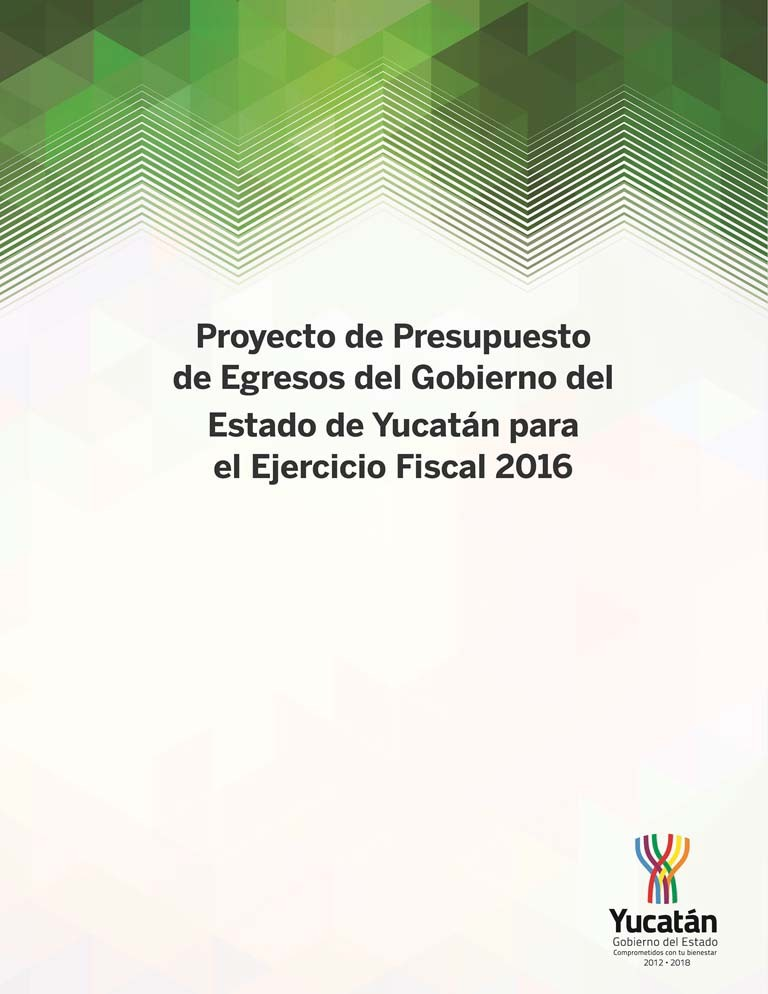 Proyecto de Presupuesto
de Egresos del Gobierno del
Estado de Yucatán para
el Ejercicio Fiscal 2016
Yucatán
Gobierno del Estado
Comprometidos con tu bienestar
2012 • 2018